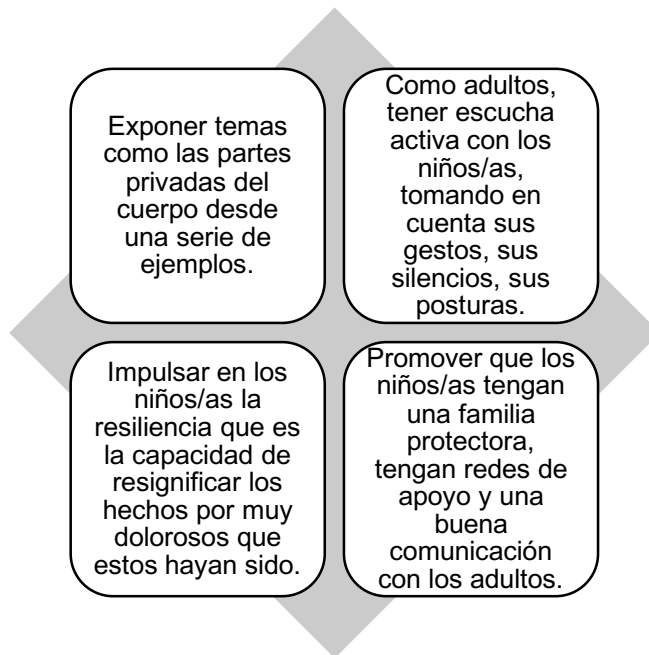 Exponer temas
como las partes
privadas del
cuerpo desde
una serie de
ejemplos.
Como adultos,
tener escucha
activa con los
niños/as,
tomando en
cuenta sus
gestos, sus
silencios, sus
posturas.
Impulsar en los
niños/as la
resiliencia que es
la capacidad de
resignificar los
hechos por muy
dolorosos que
estos hayan sido.
Promover que los
niños/as tengan
una familia
protectora,
tengan redes de
apoyo y una
buena
comunicación
con los adultos.